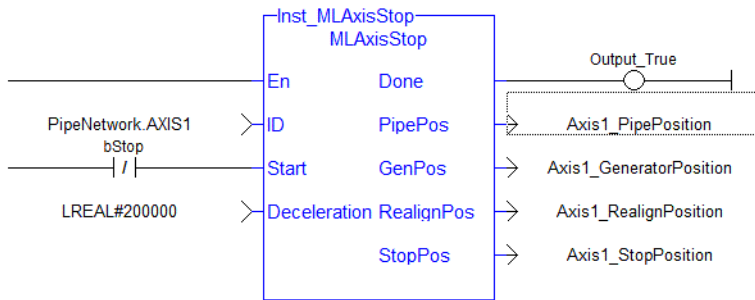 Inst_MLAxisStop
MLAxisStop
Output_True
En Done
PipeNetwork.AXIS1 ID PipePos Axis1_PipePosition
bStop
/ Start GenPos Axis1_GeneratorPosition
LREAL#200000 Deceleration RealignPos Axis1_RealignPosition
StopPos Axis1_StopPosition